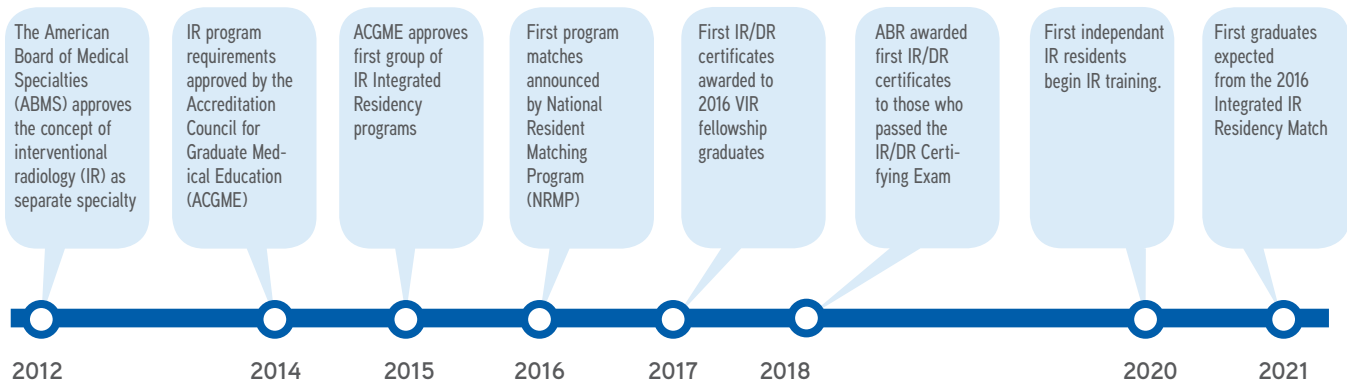 The American
Board of Medical
Specialties
(ABMS) approves
the concept of
interventional
radiology (IR) as
separate specialty
IR program
requirements
approved by the
Accreditation
Council for
Graduate Med-
ical Education
(ACGME)
ACGME approves
first group of
IR Integrated
Residency
programs
First program
matches
announced
by National
Resident
Matching
Program
(NRMP)
First IR/DR
certificates
awarded to
2016 VIR
fellowship
graduates
ABR awarded
first IR/DR
certificates
to those who
passed the
IR/DR Certi-
fying Exam
First independant
IR residents
begin IR training.
First graduates
expected
from the 2016
Integrated IR
Residency Match
2012
2014
2015
2016
2017
2018
2020
2021